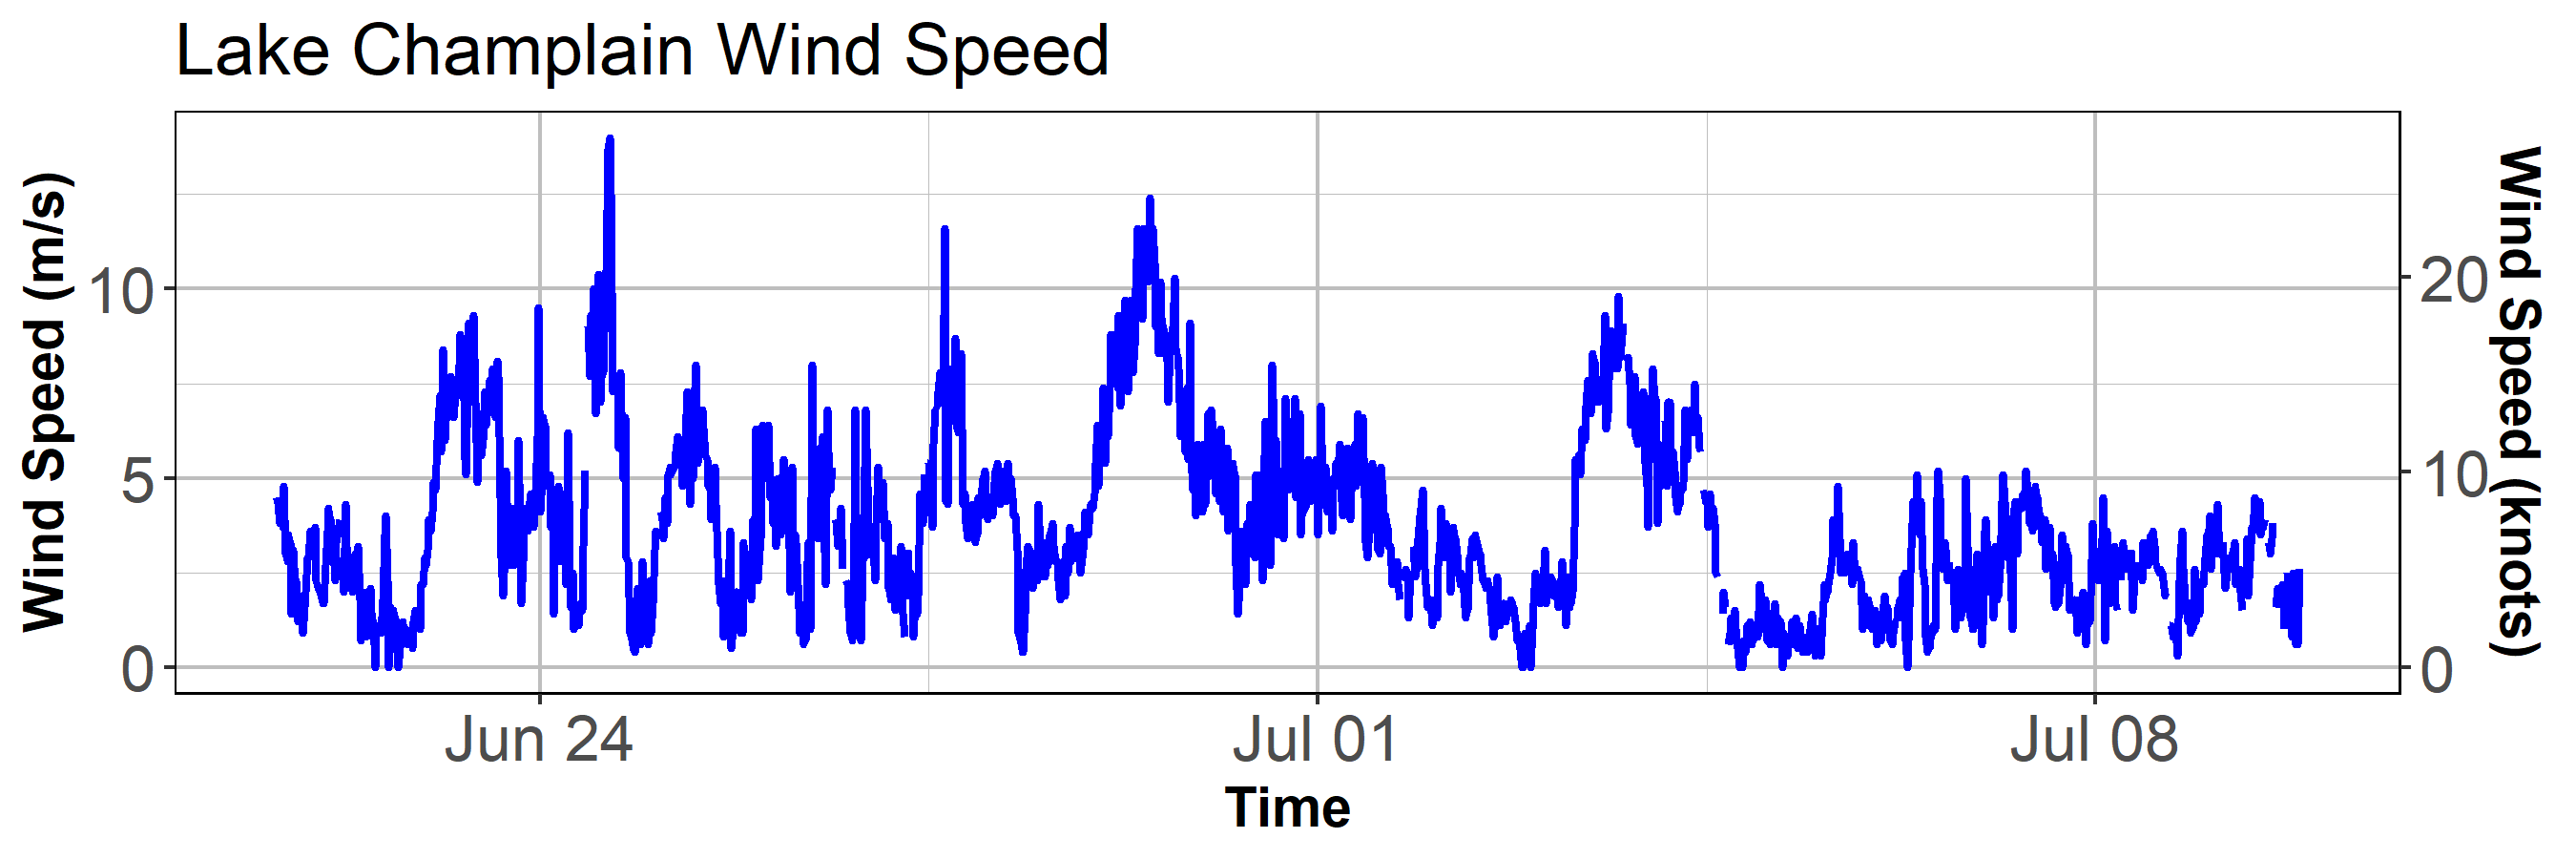 Lake Champlain Wind Speed
Wind Speed (m/s)
10
5
0
20
10
0
Wind Speed (knots)
Jun 24
Jul 01
Jul 08
Time